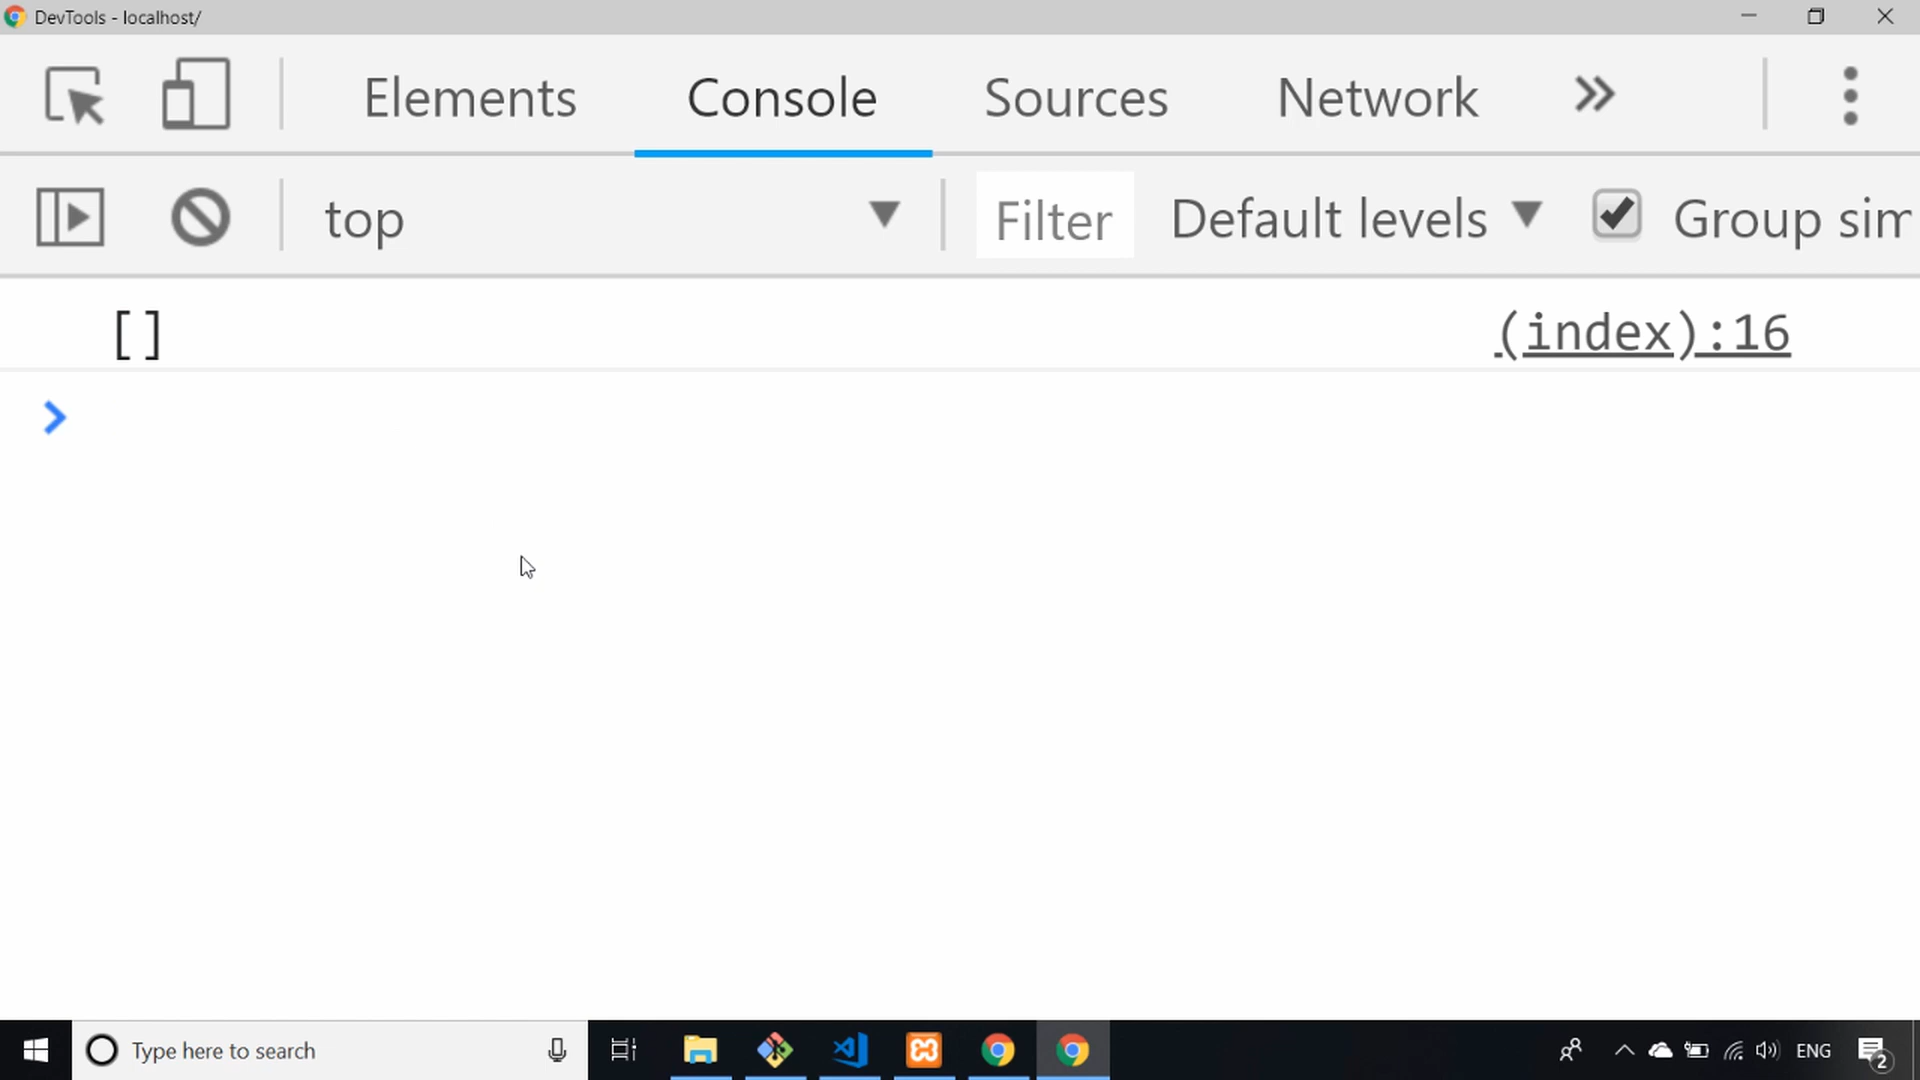 DevTools - localhost/
Elements Console Sources Network
top Filter Default levels Group sim
[] (index):16
Type here to search ENG 2